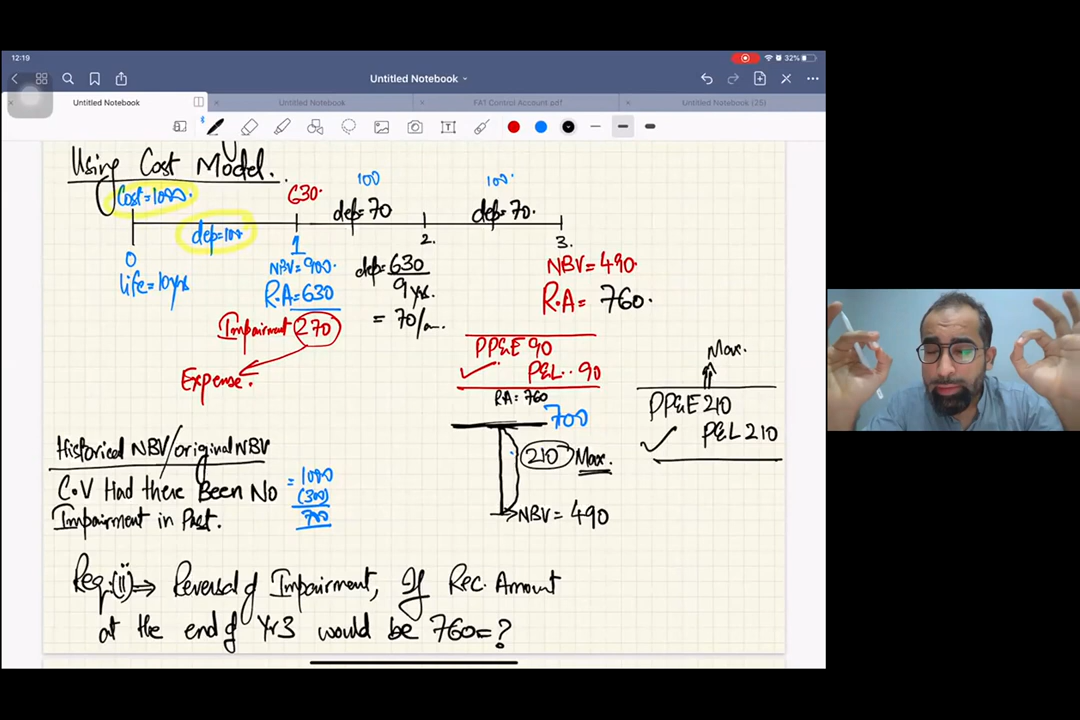 12:19
32%
Untitled Notebook
Untitled Notebook
Untitled Notebook
FA1 Control Account.pdf
Untitled Notebook (25)
Using Cost Model.
Cost=1000.
630.
100
100.
dep=100
dep=70
dep=70.
0
1
2.
3.
life=10yrs
NBV=900.
R.A=630
Impairment 270
Expense.
dep=630
9yrs.
= 70/an.
NBV=490.
R.A= 760.
PP&E 90
P&L.. 90
RA=760
700
210 Max.
NBV = 490
Max.
PP&E 210
P&L 210
Historical NBV/original NBV
C.V Had there Been No
Impairment in Past.
=1000
(300)
700
Req(ii)⇒ Reversal of Impairment, If Rec. Amount
at the end of Yr3 would be 760=?